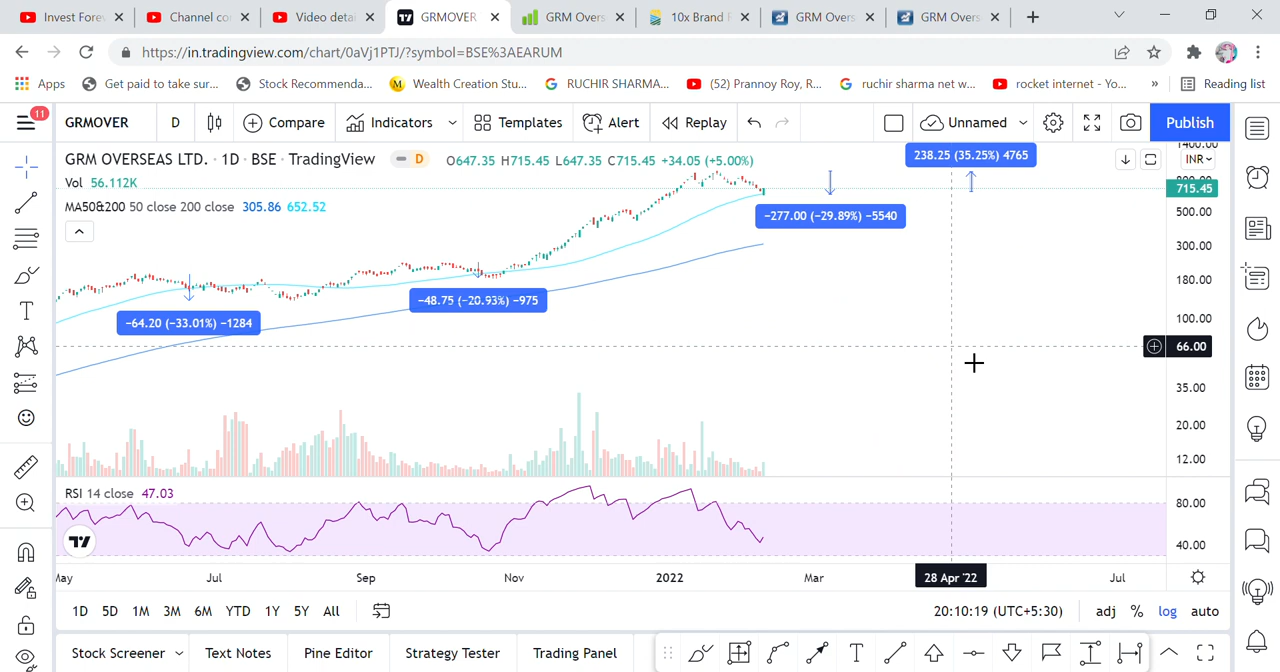 Invest Fore
Channel co
Video detai
GRMOVER
GRM Overs
10x Brand F
GRM Overs
GRM Overs
https://in.tradingview.com/chart/0aVj1PTJ/?symbol=BSE%3AEARUM
Apps
Get paid to take sur...
Stock Recommenda...
Wealth Creation Stu...
RUCHIR SHARMA...
(52) Prannoy Roy, R...
ruchir sharma net w...
rocket internet - Yo...
»
Reading list
11
GRMOVER
D
Compare
Indicators
Templates
Alert
Replay
Unnamed
Publish
GRM OVERSEAS LTD. · 1D · BSE · TradingView
D
O647.35 H715.45 L647.35 C715.45 +34.05 (+5.00%)
238.25 (35.25%) 4765
INR
Vol 56.112K
715.45
MA50&200 50 close 200 close 305.86 652.52
-277.00 (-29.89%) -5540
500.00
300.00
180.00
-48.75 (-20.93%) -975
-64.20 (-33.01%) -1284
100.00
66.00
35.00
20.00
12.00
RSI 14 close 47.03
80.00
40.00
May
Jul
Sep
Nov
2022
Mar
28 Apr '22
Jul
1D
5D
1M
3M
6M
YTD
1Y
5Y
All
20:10:19 (UTC+5:30)
adj
%
log
auto
Stock Screener
Text Notes
Pine Editor
Strategy Tester
Trading Panel